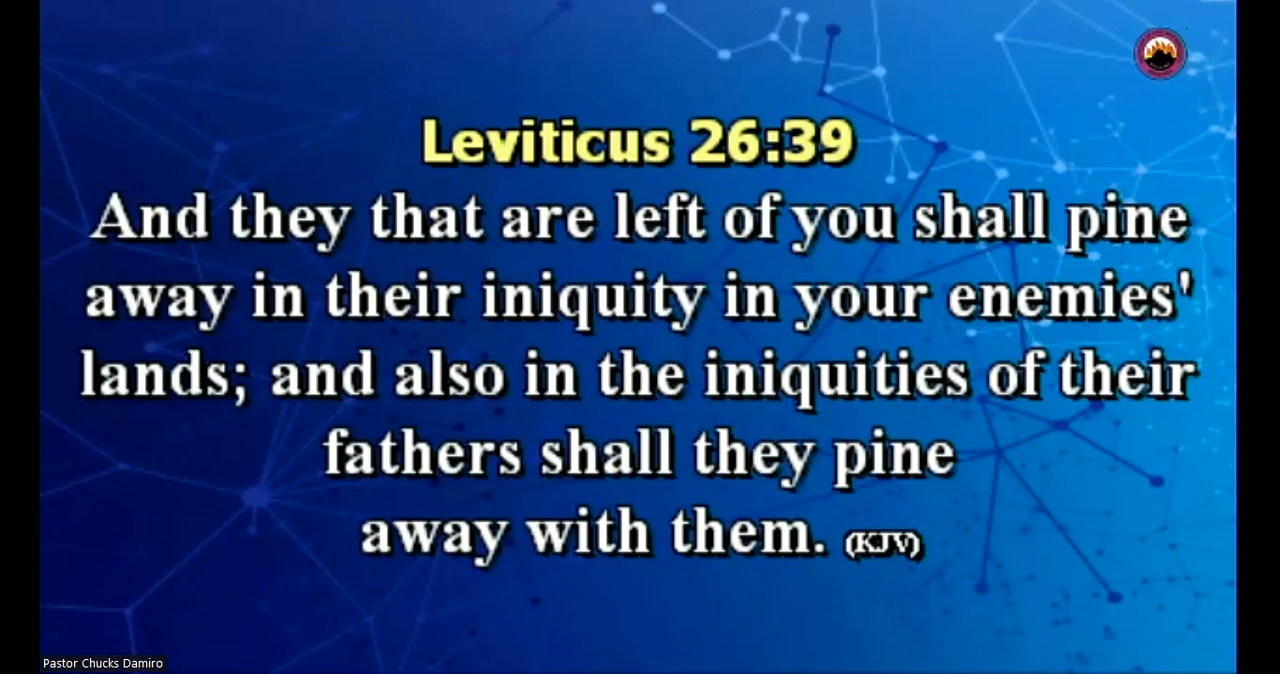 Leviticus 26:39
And they that are left of you shall pine
away in their iniquity in your enemies'
lands; and also in the iniquities of their
fathers shall they pine
away with them. (KJV)
Pastor Chucks Damiro